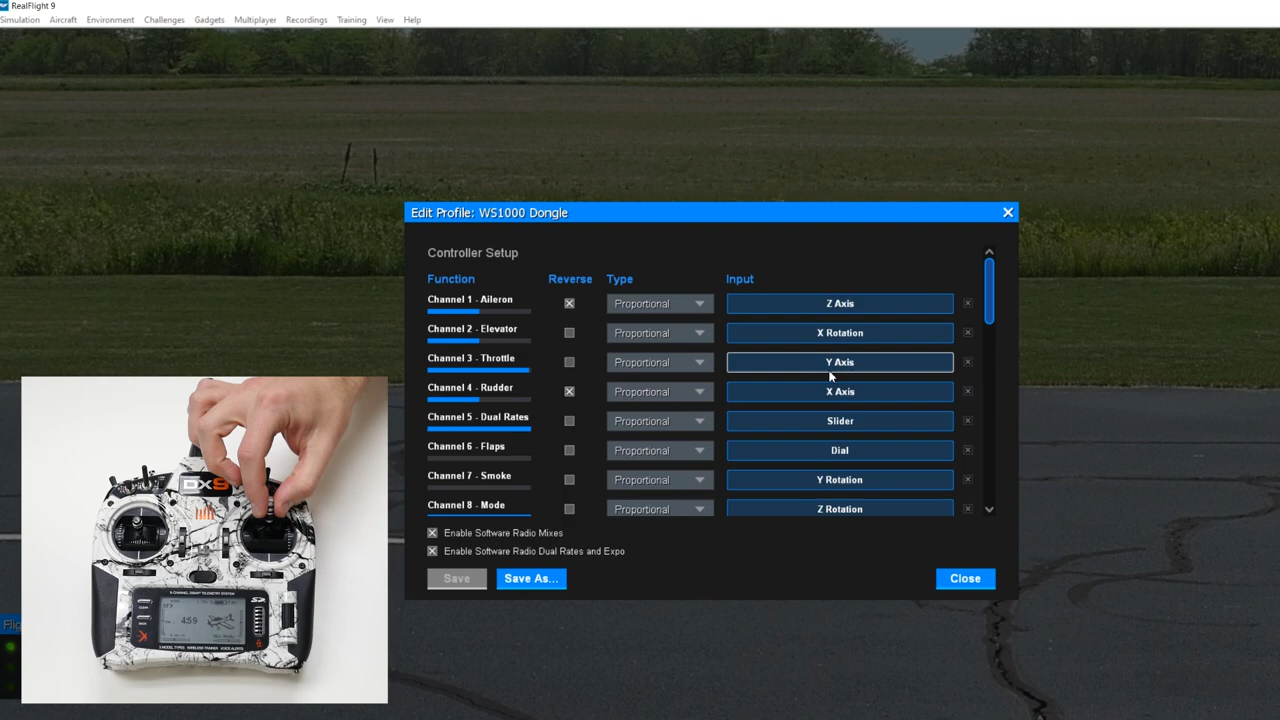 RealFlight 9
Simulation Aircraft Environment Challenges Gadgets Multiplayer Recordings Training View Help
Edit Profile: WS1000 Dongle
Controller Setup
Function Reverse Type Input
Channel 1 - Aileron Proportional Z Axis
Channel 2 - Elevator Proportional X Rotation
Channel 3 - Throttle Proportional Y Axis
Channel 4 - Rudder Proportional X Axis
Channel 5 - Dual Rates Proportional Slider
Channel 6 - Flaps Proportional Dial
Channel 7 - Smoke Proportional Y Rotation
Channel 8 - Mode Proportional Z Rotation
Enable Software Radio Mixes
Enable Software Radio Dual Rates and Expo
Save Save As... Close
Flig
DX9
4:59